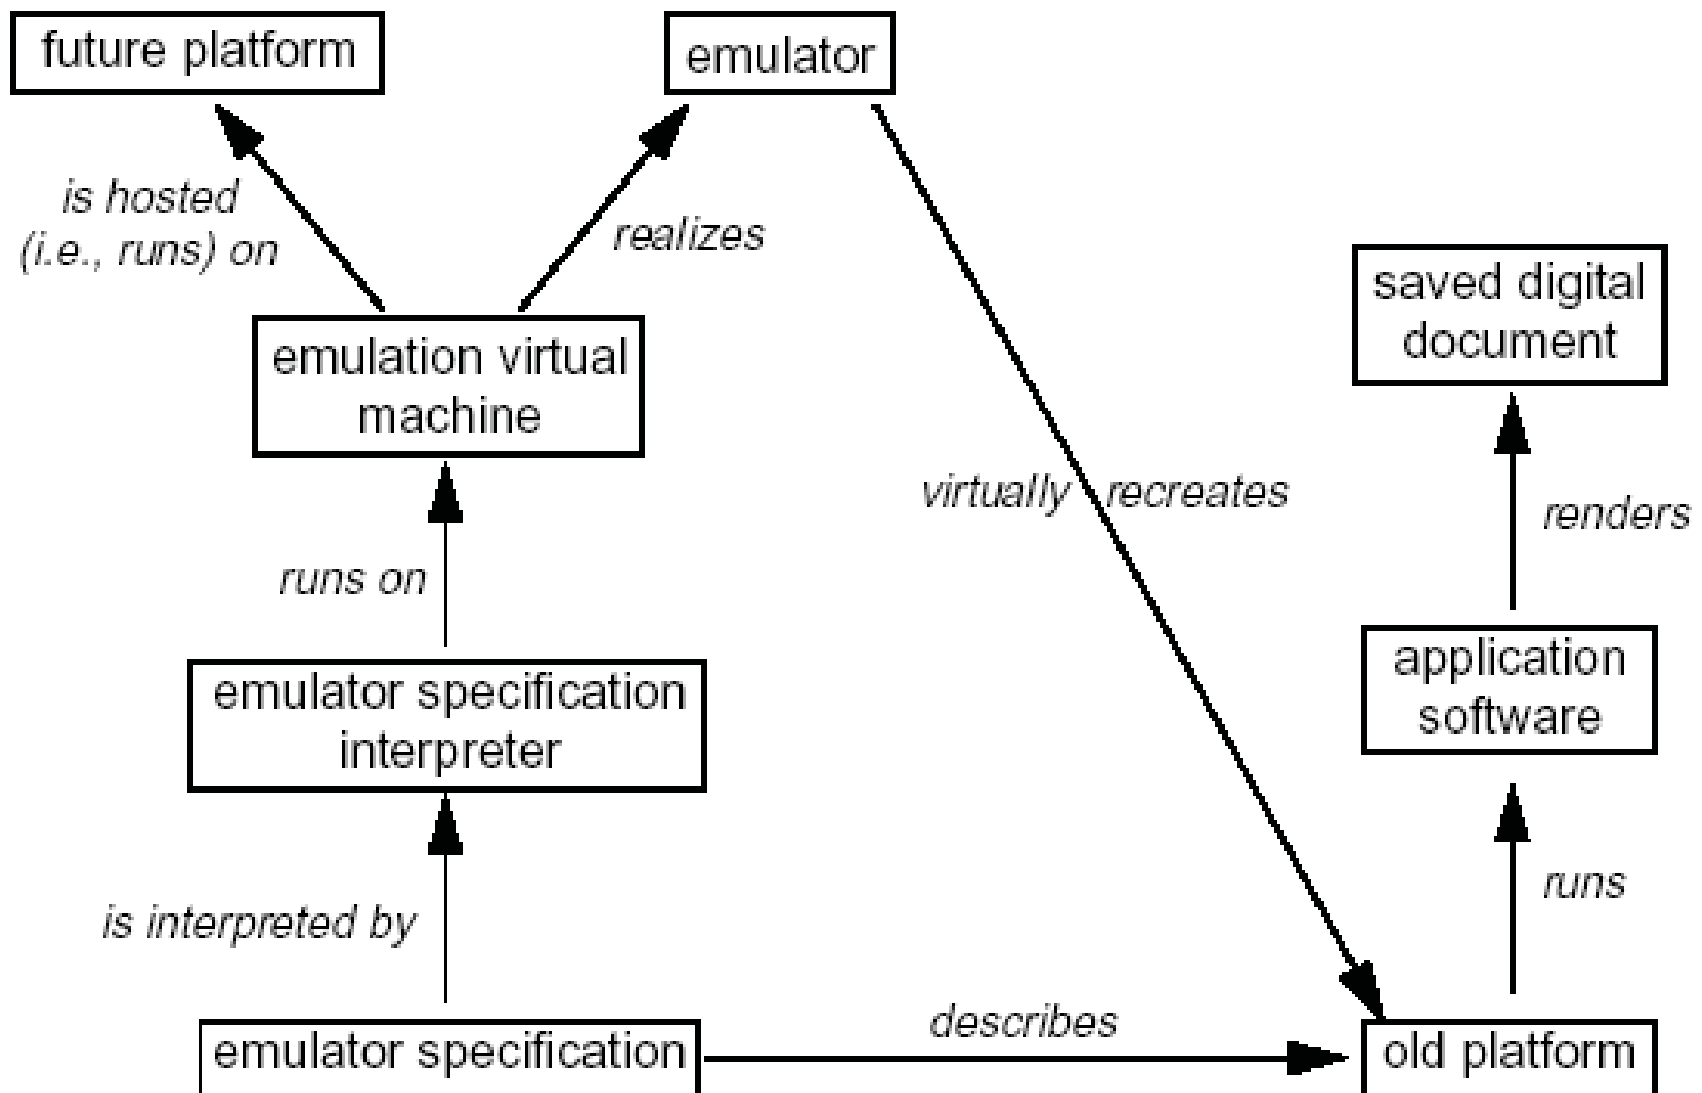 future platform
emulator
is hosted
(i.e., runs) on
realizes
saved digital
document
emulation virtual
machine
virtually recreates
renders
runs on
application
software
emulator specification
interpreter
runs
is interpreted by
describes
emulator specification
old platform